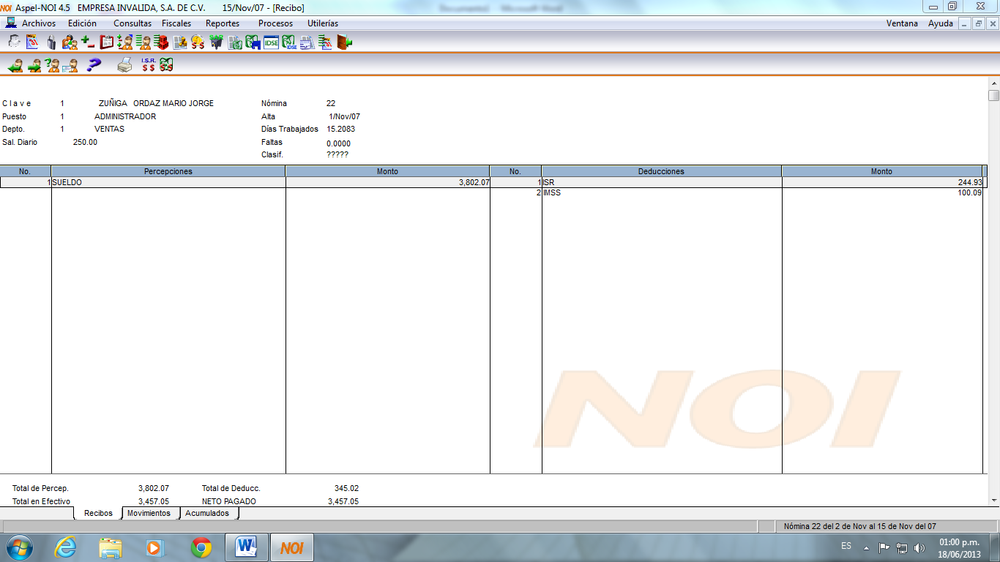 NOI Aspel-NOI 4.5 EMPRESA INVALIDA, S.A. DE C.V. 15/Nov/07 - [Recibo]
Archivos Edición Consultas Fiscales Reportes Procesos Utilerías Ventana Ayuda
IDSE IDSE
I.S.R.
$ $
C l a v e 1 ZUÑIGA ORDAZ MARIO JORGE Nómina 22
Puesto 1 ADMINISTRADOR Alta 1/Nov/07
Depto. 1 VENTAS Días Trabajados 15.2083
Sal. Diario 250.00 Faltas 0.0000
Clasif. ?????
No. Percepciones Monto No. Deducciones Monto
1 SUELDO 3,802.07 1 ISR 244.93
2 IMSS 100.09
NOI
Total de Percep. 3,802.07 Total de Deducc. 345.02
Total en Efectivo 3,457.05 NETO PAGADO 3,457.05
Recibos Movimientos Acumulados
Nómina 22 del 2 de Nov al 15 de Nov del 07
NOI ES 01:00 p.m.
18/06/2013